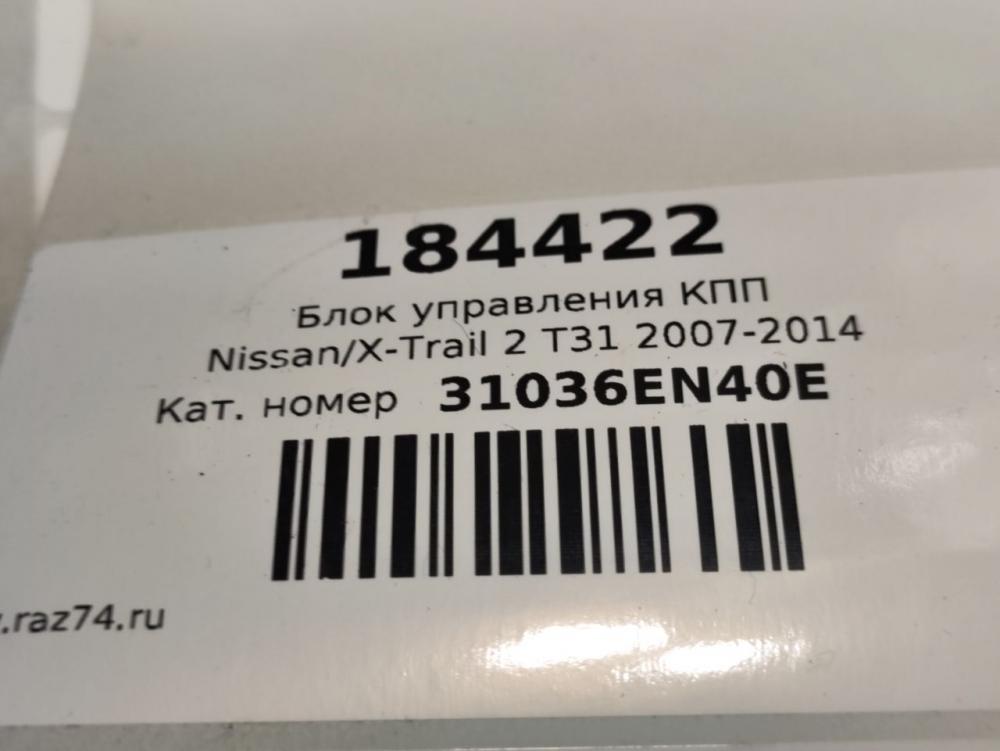 184422
Блок управления КПП
Nissan/X-Trail 2 T31 2007-2014
Кат. номер 31036EN40E
.raz74.ru